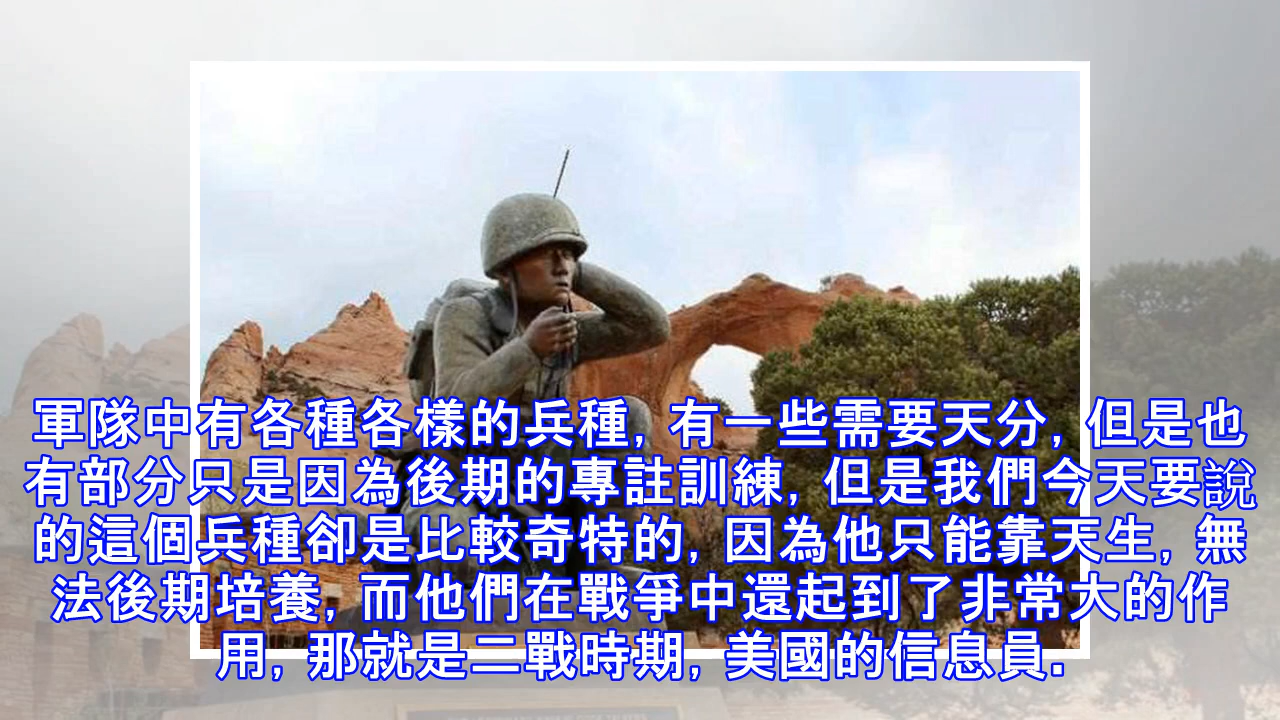 軍隊中有各種各樣的兵種, 有一些需要天分, 但是也
有部分只是因為後期的專註訓練, 但是我們今天要說
的這個兵種卻是比較奇特的, 因為他只能靠天生, 無
法後期培養, 而他們在戰爭中還起到了非常大的作
用, 那就是二戰時期, 美國的信息員.